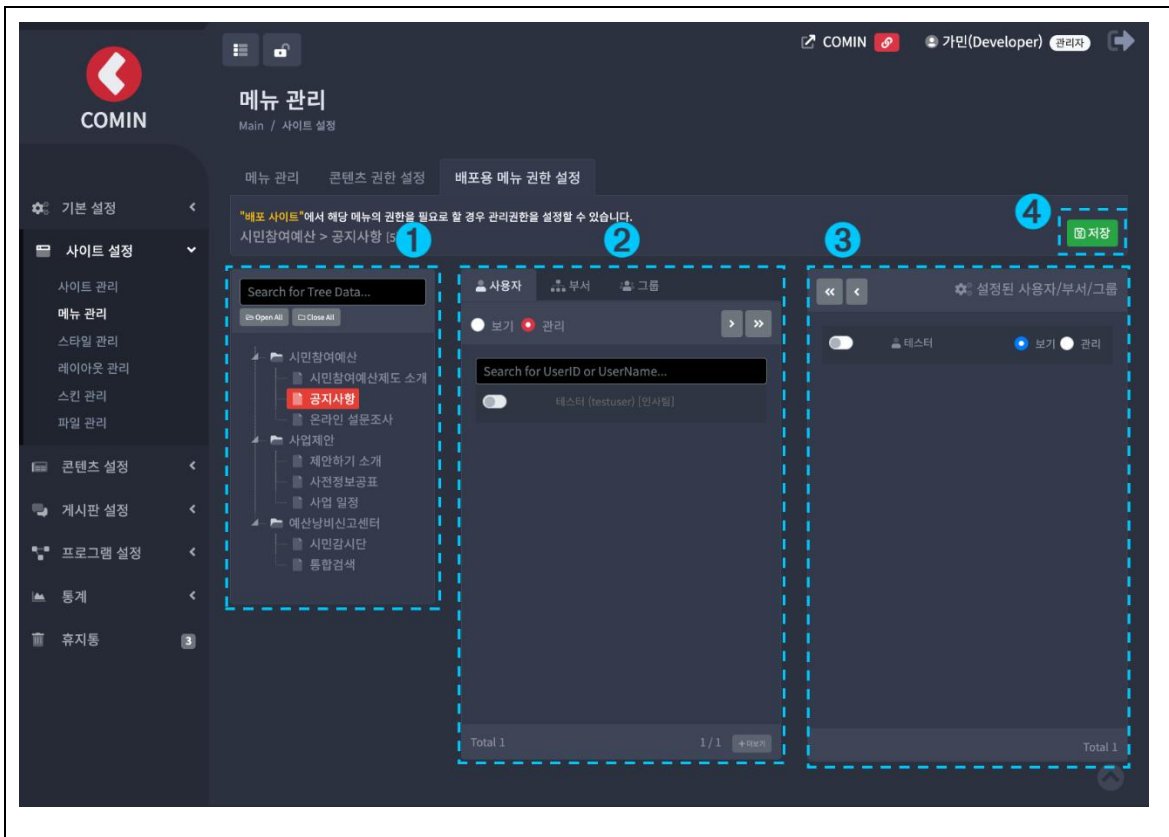 COMIN
가민(Developer) 관리자
COMIN
메뉴 관리
Main / 사이트 설정
메뉴 관리
콘텐츠 권한 설정
배포용 메뉴 권한 설정
"배포 사이트"에서 해당 메뉴의 권한을 필요로 할 경우 관리권한을 설정할 수 있습니다.
시민참여예산 > 공지사항 [5
4
저장
기본 설정
사이트 설정
사이트 관리
메뉴 관리
스타일 관리
레이아웃 관리
스킨 관리
파일 관리
콘텐츠 설정
게시판 설정
프로그램 설정
통계
휴지통 3
1
Search for Tree Data...
Open All Close All
시민참여예산
시민참여예산제도 소개
공지사항
온라인 설문조사
사업제안
제안하기 소개
사전정보공표
사업 일정
예산낭비신고센터
시민감시단
통합검색
2
사용자 부서 그룹
보기 관리
> »
Search for UserID or UserName...
테스터 (testuser) [인사팀]
Total 1 1 / 1 +더보기
3
« <
설정된 사용자/부서/그룹
테스터 보기 관리
Total 1